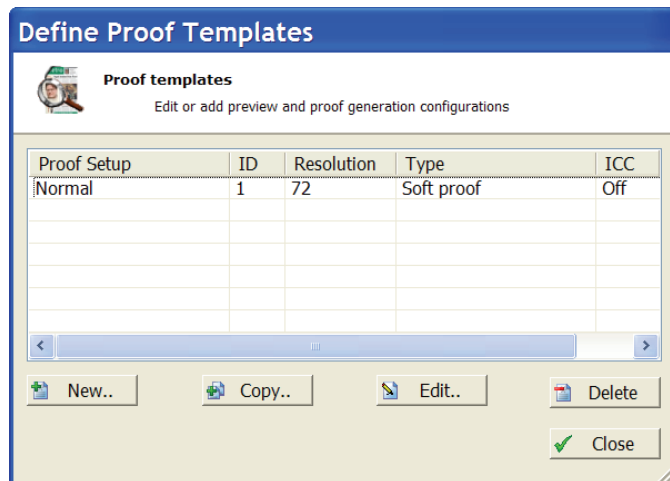 Define Proof Templates
Proof templates
Edit or add preview and proof generation configurations
Proof Setup ID Resolution Type ICC
Normal 1 72 Soft proof Off
New.. Copy.. Edit.. Delete
Close